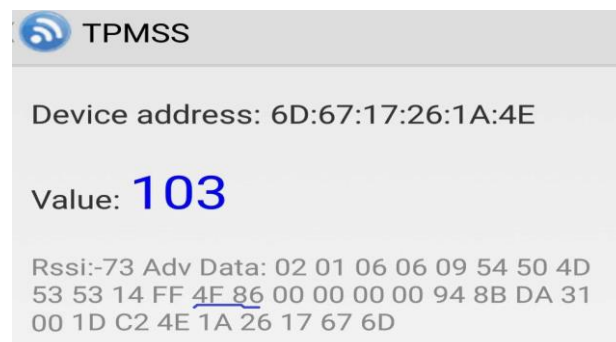 TPMSS
Device address: 6D:67:17:26:1A:4E
Value: 103
Rssi:-73 Adv Data: 02 01 06 06 09 54 50 4D
53 53 14 FF 4F 86 00 00 00 00 94 8B DA 31
00 1D C2 4E 1A 26 17 67 6D